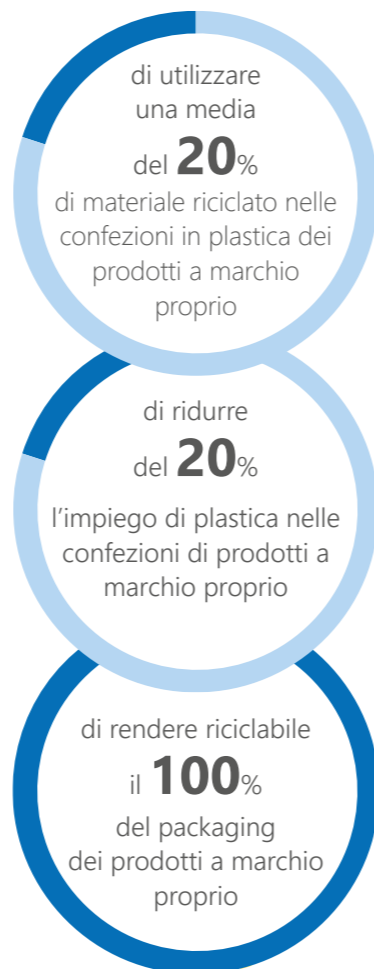 di utilizzare
una media
del 20%
di materiale riciclato nelle
confezioni in plastica dei
prodotti a marchio
proprio
di ridurre
del 20%
l’impiego di plastica nelle
confezioni di prodotti a
marchio proprio
di rendere riciclabile
il 100%
del packaging
dei prodotti a marchio
proprio